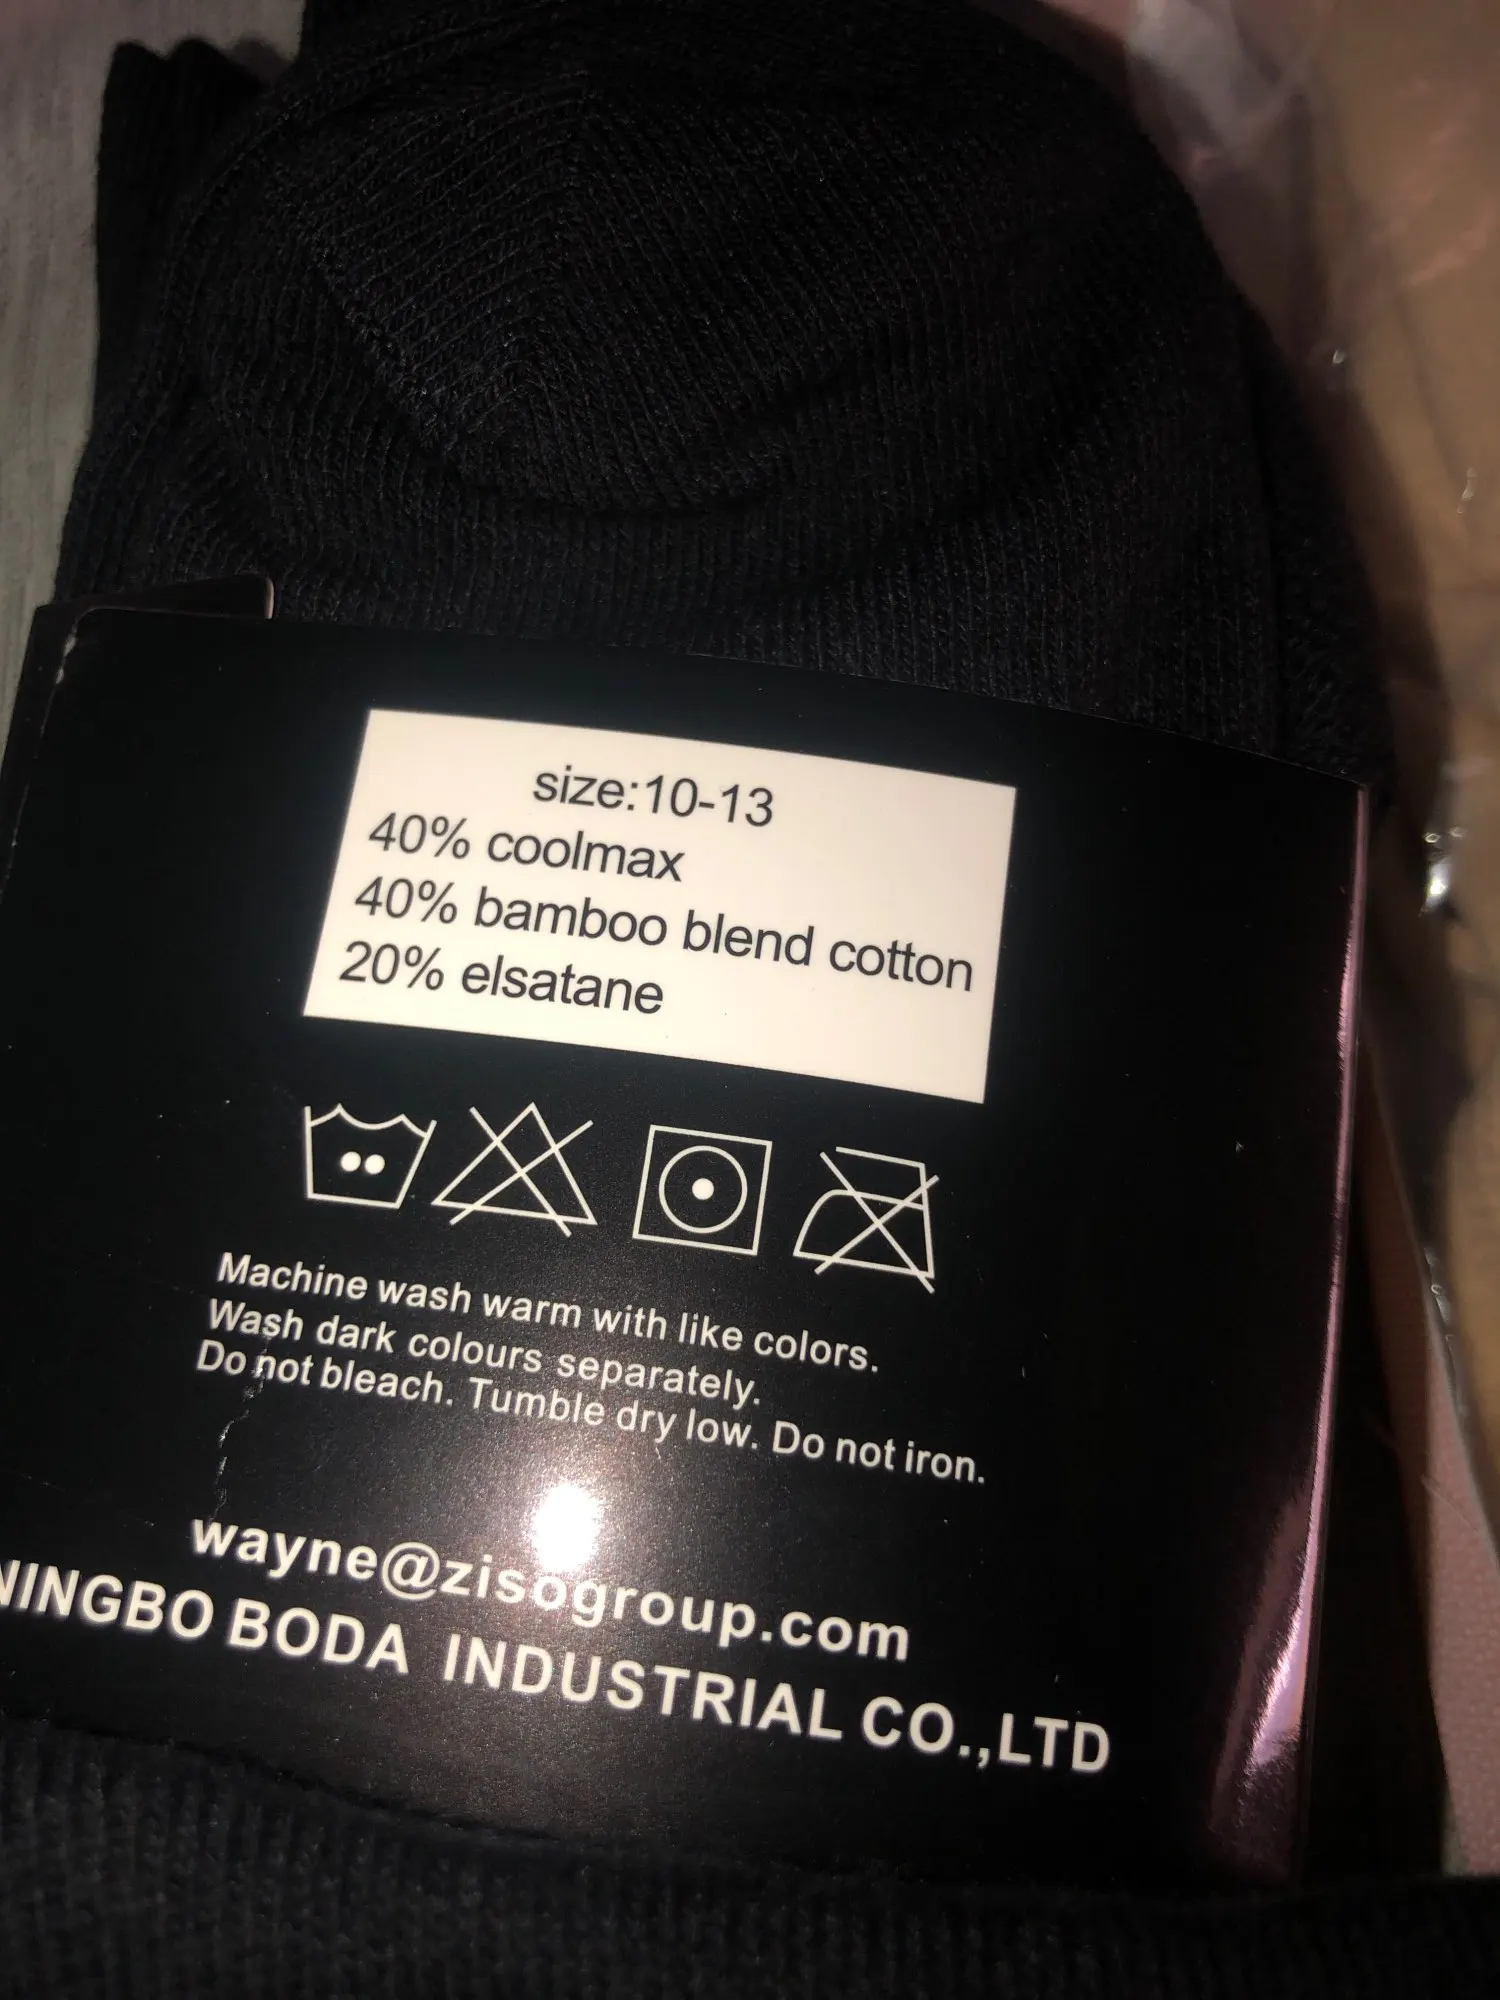 size:10-13
40% coolmax
40% bamboo blend cotton
20% elsatane
Machine wash warm with like colors.
Wash dark colours separately.
Do not bleach. Tumble dry low. Do not iron.
wayne@zisogroup.com
NINGBO BODA INDUSTRIAL CO.,LTD